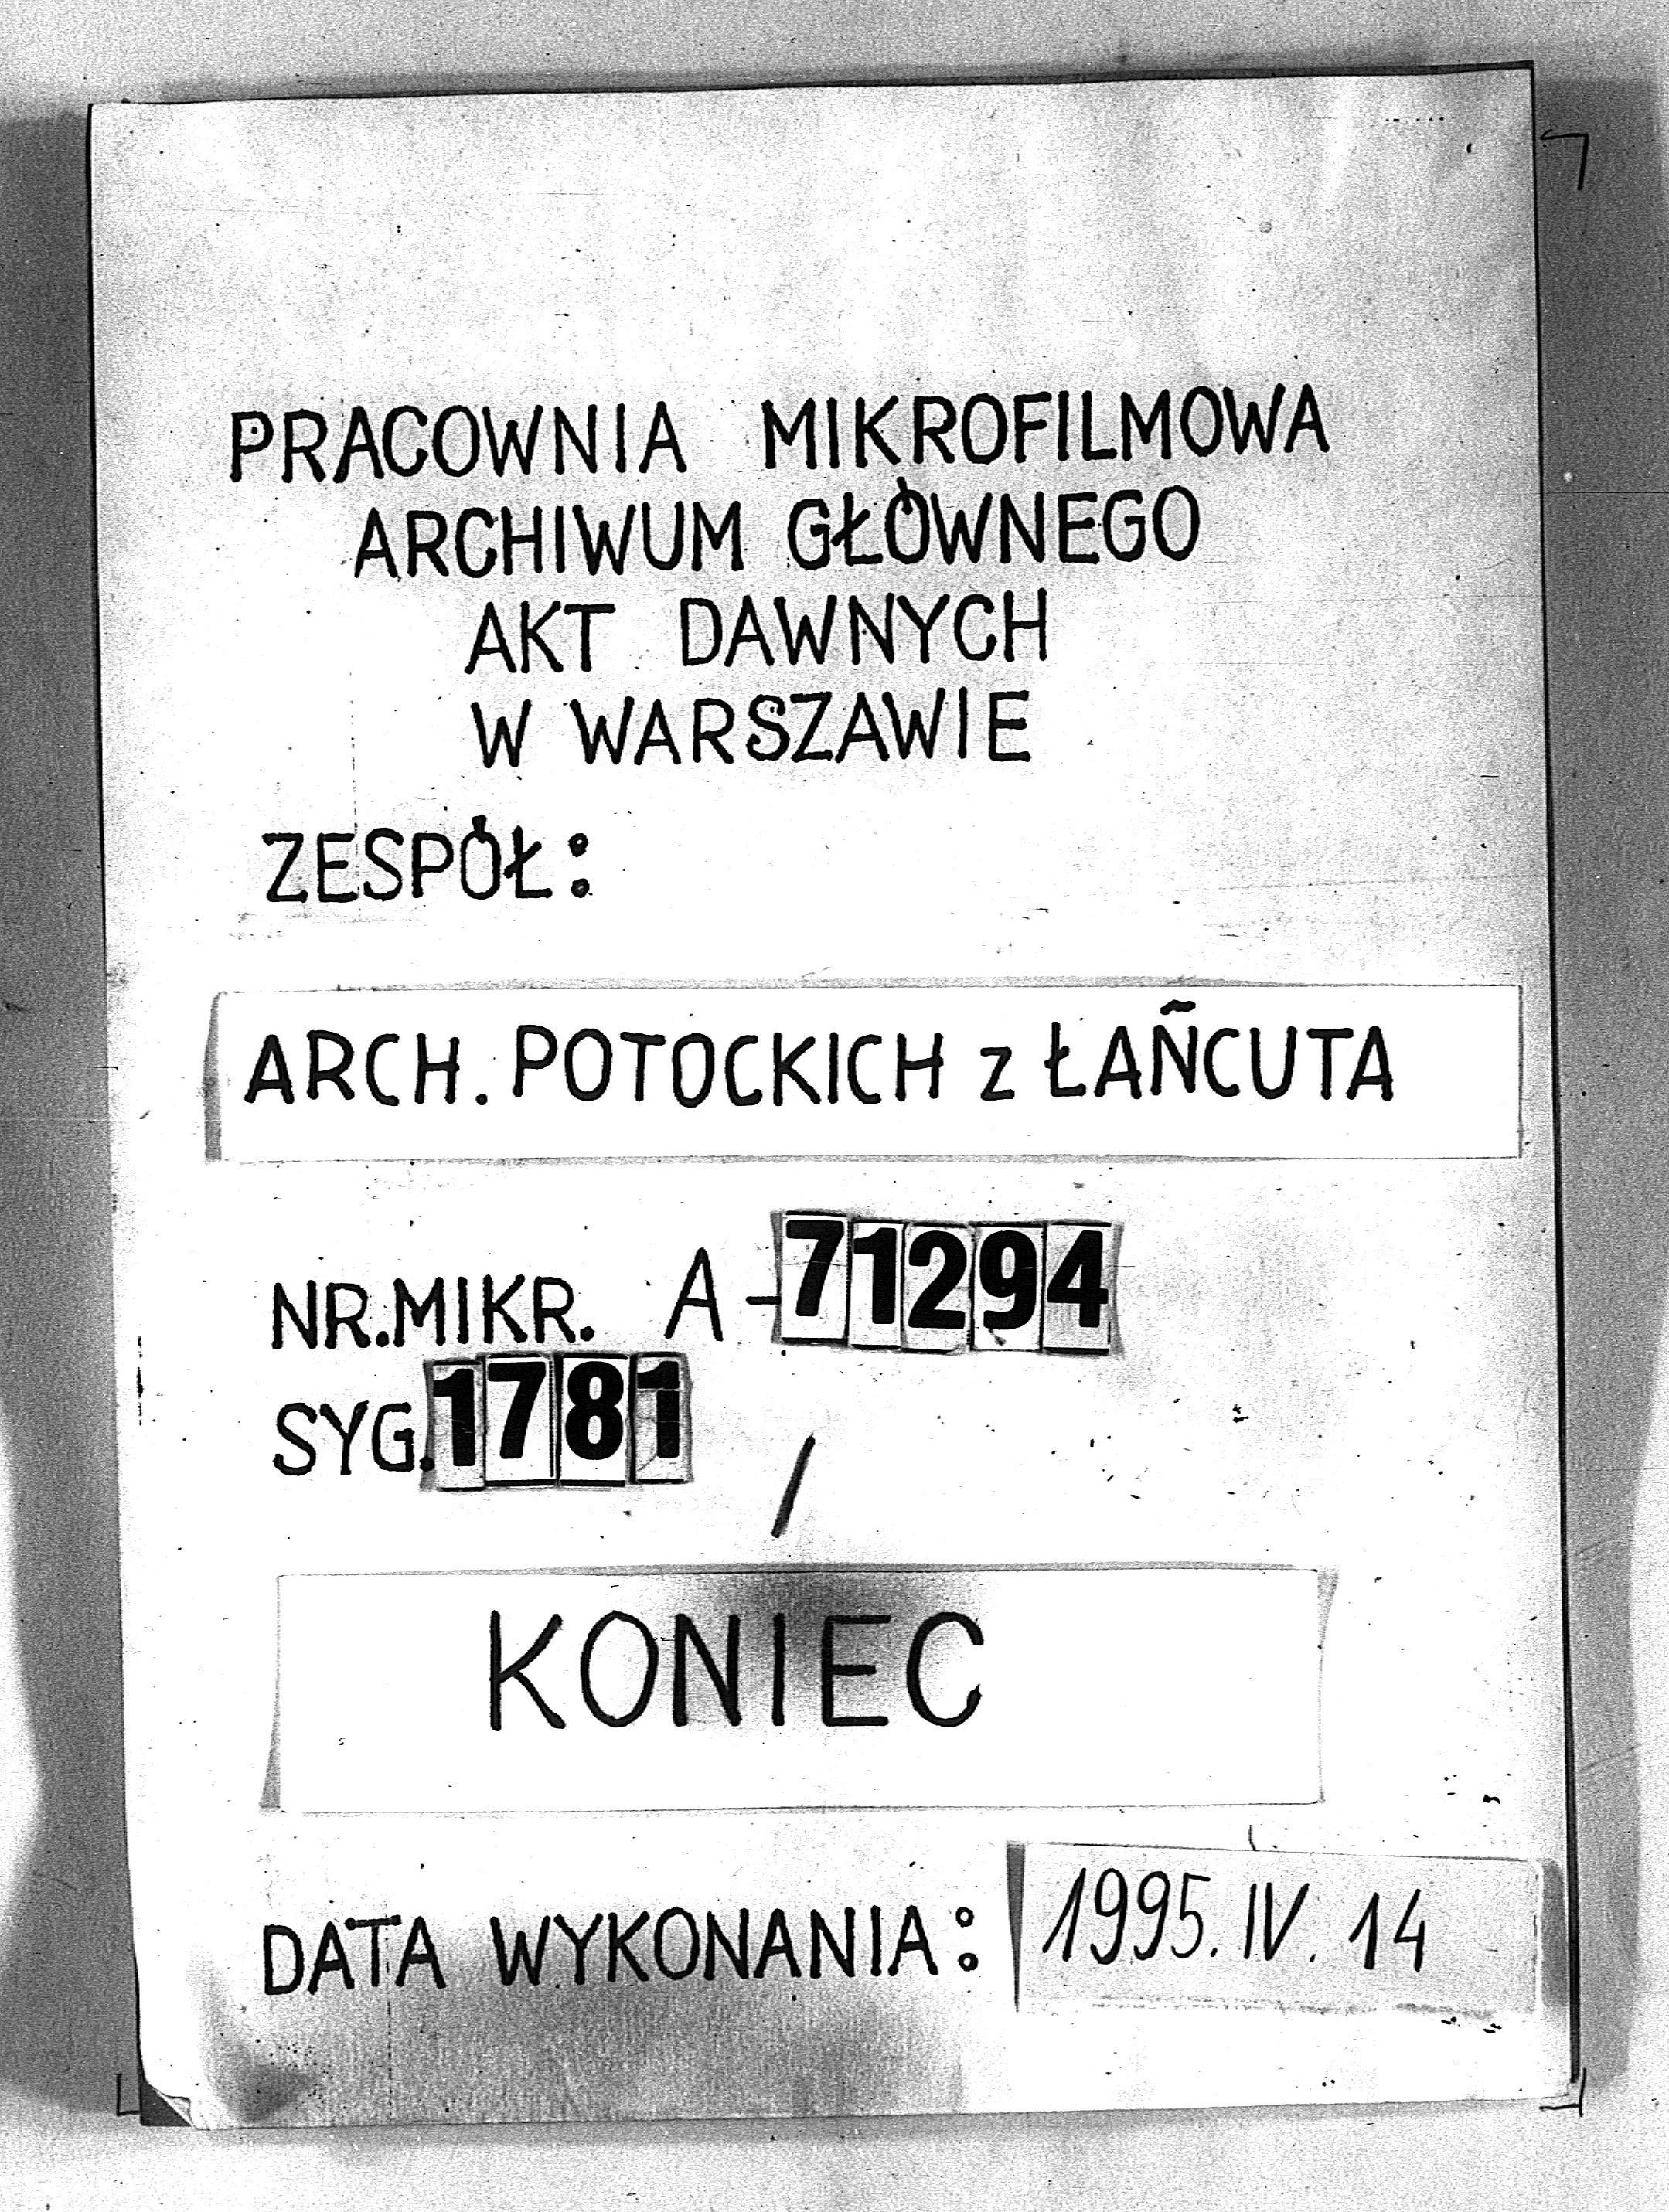 PRACOWNIA MIKROFILMOWA
ARCHIWUM GŁÓWNEGO
AKT DAWNYCH
W WARSZAWIE
ZESPÓŁ:
ARCH. POTOCKICH z ŁAŃCUTA
NR.MIKR. A-71294
SYG.1781 /
KONIEC
DATA WYKONANIA: 1995. IV. 14